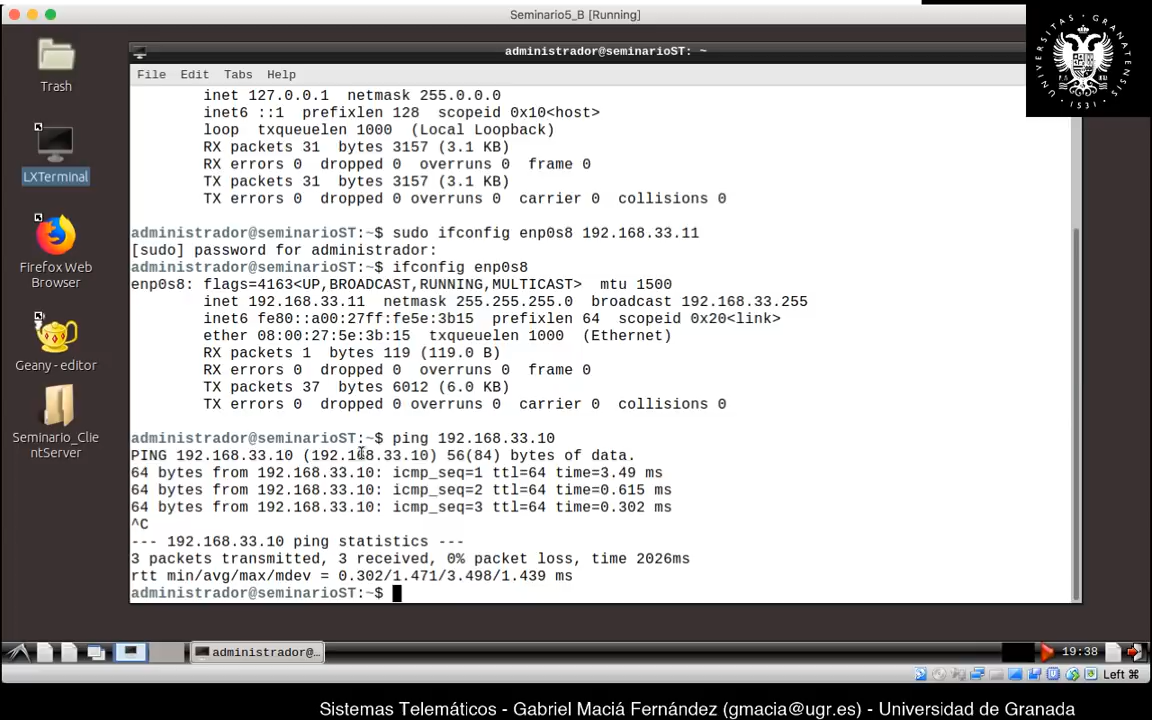 Seminario5_B [Running]
UNIVERSITAS GRANATENSIS
1531
Trash
LXTerminal
Firefox Web
Browser
Geany - editor
Seminario_Clie
ntServer
administrador@seminarioST: ~
File Edit Tabs Help
inet 127.0.0.1 netmask 255.0.0.0
inet6 ::1 prefixlen 128 scopeid 0x10<host>
loop txqueuelen 1000 (Local Loopback)
RX packets 31 bytes 3157 (3.1 KB)
RX errors 0 dropped 0 overruns 0 frame 0
TX packets 31 bytes 3157 (3.1 KB)
TX errors 0 dropped 0 overruns 0 carrier 0 collisions 0
administrador@seminarioST:~$ sudo ifconfig enp0s8 192.168.33.11
[sudo] password for administrador:
administrador@seminarioST:~$ ifconfig enp0s8
enp0s8: flags=4163<UP,BROADCAST,RUNNING,MULTICAST> mtu 1500
inet 192.168.33.11 netmask 255.255.255.0 broadcast 192.168.33.255
inet6 fe80::a00:27ff:fe5e:3b15 prefixlen 64 scopeid 0x20<link>
ether 08:00:27:5e:3b:15 txqueuelen 1000 (Ethernet)
RX packets 1 bytes 119 (119.0 B)
RX errors 0 dropped 0 overruns 0 frame 0
TX packets 37 bytes 6012 (6.0 KB)
TX errors 0 dropped 0 overruns 0 carrier 0 collisions 0
administrador@seminarioST:~$ ping 192.168.33.10
PING 192.168.33.10 (192.168.33.10) 56(84) bytes of data.
64 bytes from 192.168.33.10: icmp_seq=1 ttl=64 time=3.49 ms
64 bytes from 192.168.33.10: icmp_seq=2 ttl=64 time=0.615 ms
64 bytes from 192.168.33.10: icmp_seq=3 ttl=64 time=0.302 ms
^C
--- 192.168.33.10 ping statistics ---
3 packets transmitted, 3 received, 0% packet loss, time 2026ms
rtt min/avg/max/mdev = 0.302/1.471/3.498/1.439 ms
administrador@seminarioST:~$
administrador@...
19:38
Left ⌘
Sistemas Telemáticos - Gabriel Maciá Fernández (gmacia@ugr.es) - Universidad de Granada